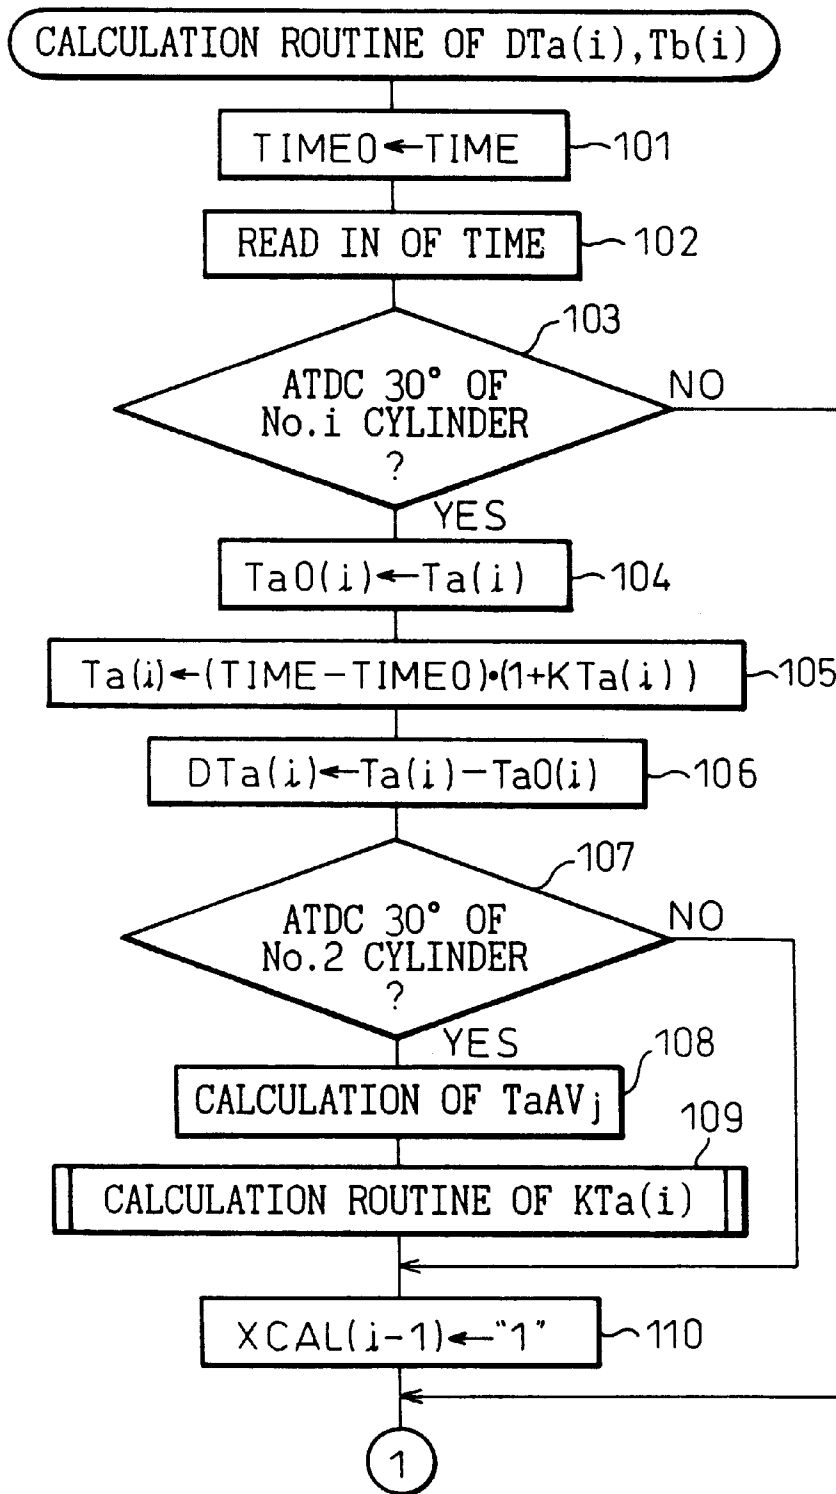 CALCULATION ROUTINE OF DTa(i),Tb(i)
TIME0←TIME
101
READ IN OF TIME
102
103
ATDC 30° OF
No.i CYLINDER
?
NO
YES
Ta0(i)←Ta(i)
104
Ta(i)←(TIME-TIME0)•(1+KTa(i))
105
DTa(i)←Ta(i)-Ta0(i)
106
107
ATDC 30° OF
No.2 CYLINDER
?
NO
YES
108
CALCULATION OF TaAVj
109
CALCULATION ROUTINE OF KTa(i)
XCAL(i-1)←"1"
110
1